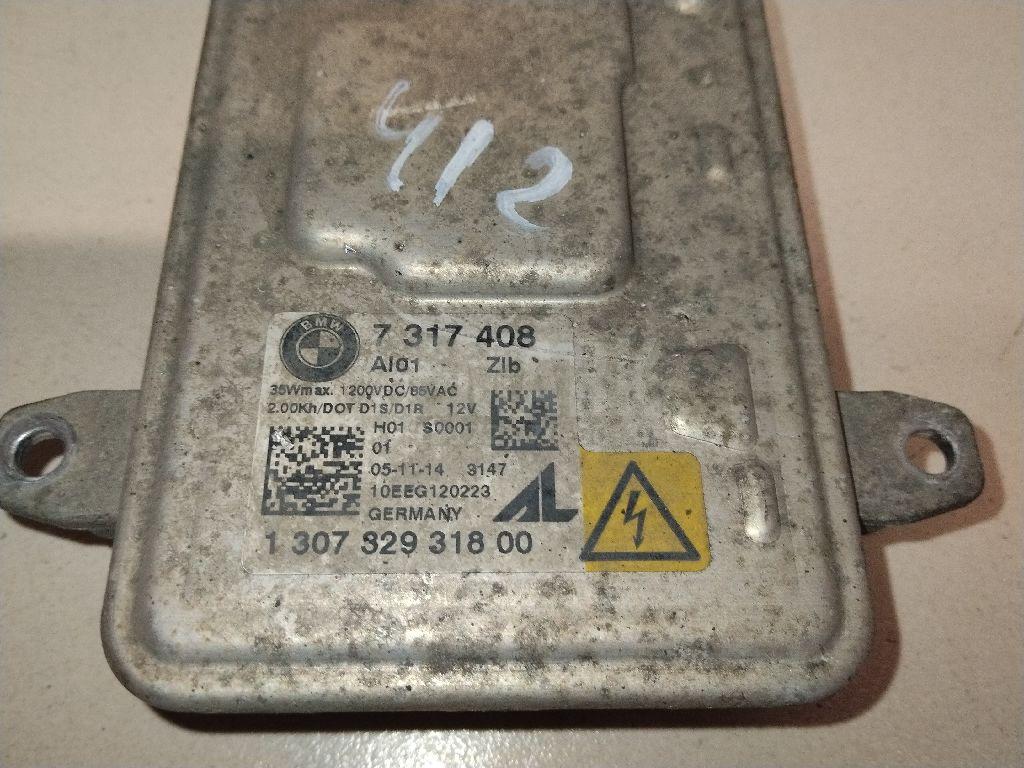 412
BMW
7 317 408
AI01 ZIb
35Wmax. 1200VDC/85VAC
2.00Kh/DOT D1S/D1R 12V
H01 S0001
01
05-11-14 3147
10EEG120223
AL
GERMANY
1 307 329 318 00